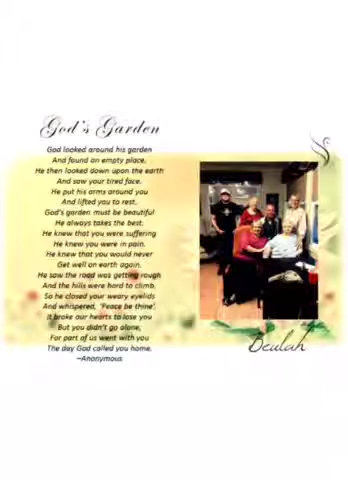 God's Garden
God looked around his garden
And found an empty place,
He then looked down upon the earth
And saw your tired face.
He put his arms around you
And lifted you to rest.
God's garden must be beautiful
He always takes the best.
He knew that you were suffering
He knew you were in pain.
He knew that you would never
Get well on earth again.
He saw the road was getting rough
And the hills were hard to climb.
So he closed your weary eyelids
And whispered, 'Peace be thine'.
It broke our hearts to lose you
But you didn't go alone,
For part of us went with you
The day God called you home.
~Anonymous
Beulah